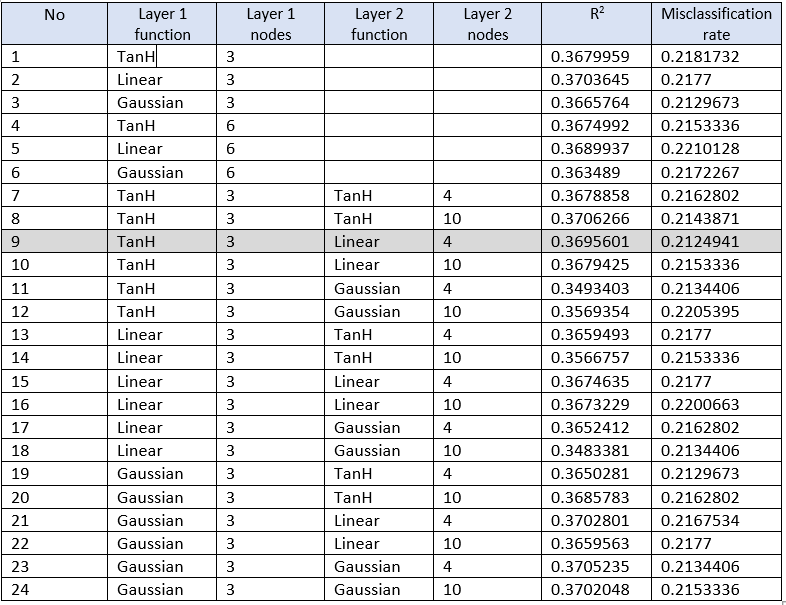 No Layer 1 function Layer 1 nodes Layer 2 function Layer 2 nodes R² Misclassification rate
1 TanH 3 0.3679959 0.2181732
2 Linear 3 0.3703645 0.2177
3 Gaussian 3 0.3665764 0.2129673
4 TanH 6 0.3674992 0.2153336
5 Linear 6 0.3689937 0.2210128
6 Gaussian 6 0.363489 0.2172267
7 TanH 3 TanH 4 0.3678858 0.2162802
8 TanH 3 TanH 10 0.3706266 0.2143871
9 TanH 3 Linear 4 0.3695601 0.2124941
10 TanH 3 Linear 10 0.3679425 0.2153336
11 TanH 3 Gaussian 4 0.3493403 0.2134406
12 TanH 3 Gaussian 10 0.3569354 0.2205395
13 Linear 3 TanH 4 0.3659493 0.2177
14 Linear 3 TanH 10 0.3566757 0.2153336
15 Linear 3 Linear 4 0.3674635 0.2177
16 Linear 3 Linear 10 0.3673229 0.2200663
17 Linear 3 Gaussian 4 0.3652412 0.2162802
18 Linear 3 Gaussian 10 0.3483381 0.2134406
19 Gaussian 3 TanH 4 0.3650281 0.2129673
20 Gaussian 3 TanH 10 0.3685783 0.2162802
21 Gaussian 3 Linear 4 0.3702801 0.2167534
22 Gaussian 3 Linear 10 0.3659563 0.2177
23 Gaussian 3 Gaussian 4 0.3705235 0.2134406
24 Gaussian 3 Gaussian 10 0.3702048 0.2153336